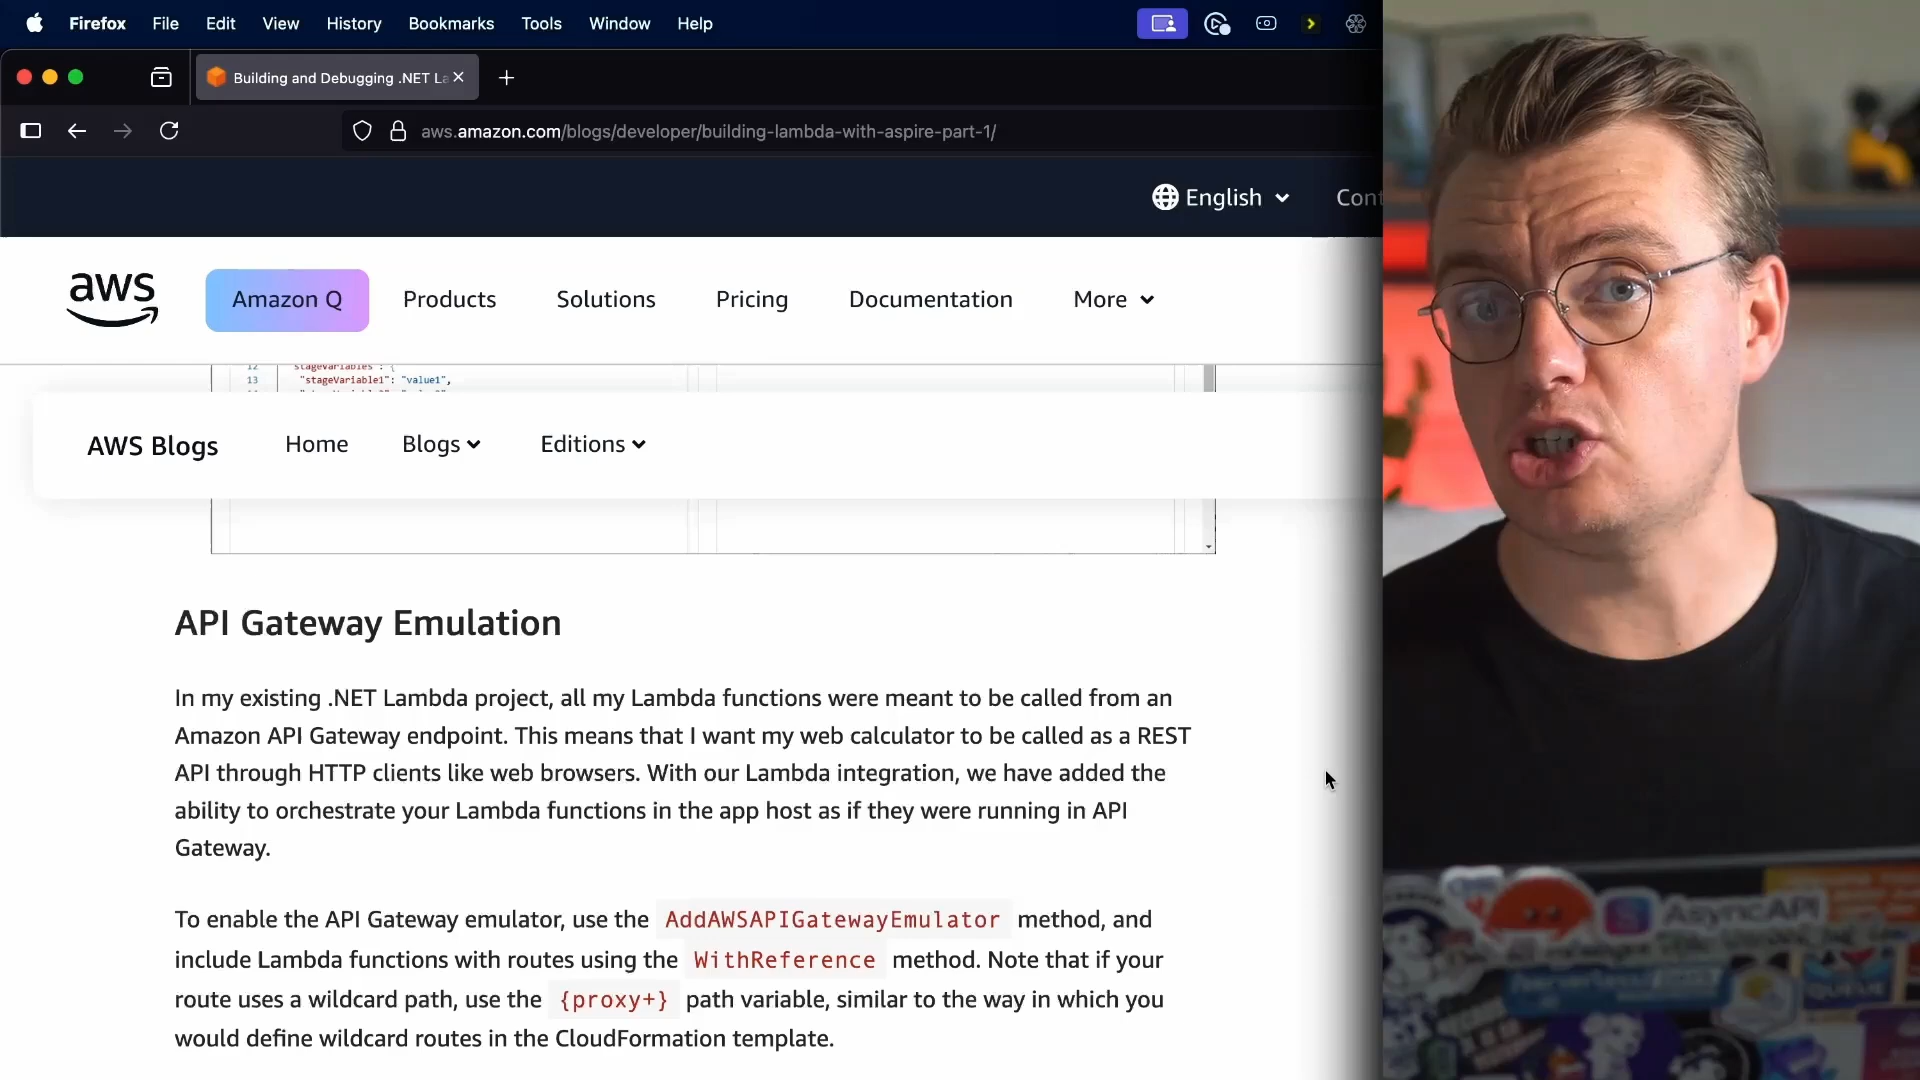 Firefox File Edit View History Bookmarks Tools Window Help
Building and Debugging .NET La
aws.amazon.com/blogs/developer/building-lambda-with-aspire-part-1/
English Cont
aws Amazon Q Products Solutions Pricing Documentation More
12 stageVariables": {
13 "stageVariable1": "value1",
AWS Blogs Home Blogs Editions
API Gateway Emulation
In my existing .NET Lambda project, all my Lambda functions were meant to be called from an
Amazon API Gateway endpoint. This means that I want my web calculator to be called as a REST
API through HTTP clients like web browsers. With our Lambda integration, we have added the
ability to orchestrate your Lambda functions in the app host as if they were running in API
Gateway.
To enable the API Gateway emulator, use the AddAWSAPIGatewayEmulator method, and
include Lambda functions with routes using the WithReference method. Note that if your
route uses a wildcard path, use the {proxy+} path variable, similar to the way in which you
would define wildcard routes in the CloudFormation template.
AsyncAPI
QUEUE